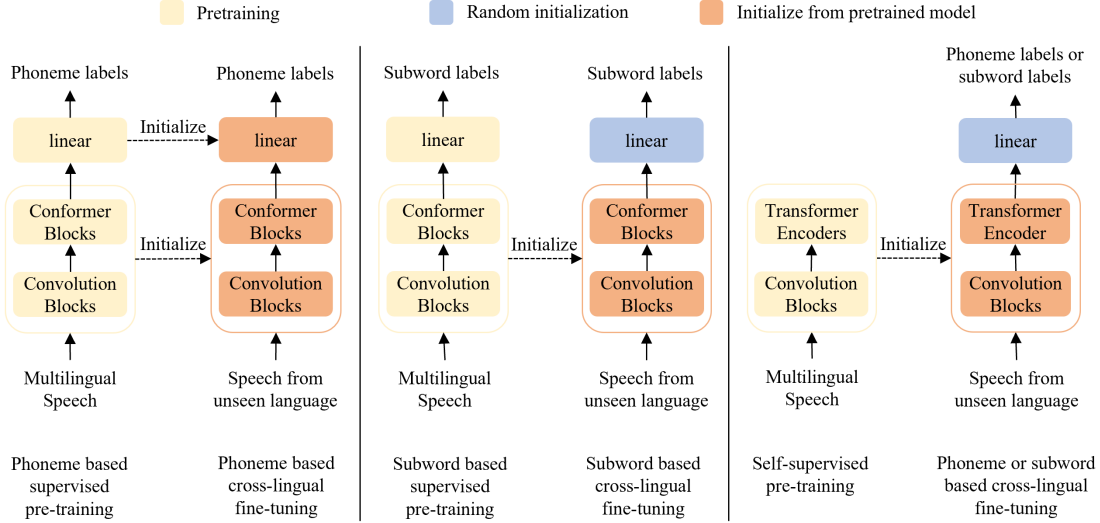 Pretraining
Random initialization
Initialize from pretrained model
Phoneme labels
linear
Conformer
Blocks
Convolution
Blocks
Multilingual
Speech
Phoneme based
supervised
pre-training
Initialize
Initialize
Phoneme labels
linear
Conformer
Blocks
Convolution
Blocks
Speech from
unseen language
Phoneme based
cross-lingual
fine-tuning
Subword labels
linear
Conformer
Blocks
Convolution
Blocks
Multilingual
Speech
Subword based
supervised
pre-training
Initialize
Subword labels
linear
Conformer
Blocks
Convolution
Blocks
Speech from
unseen language
Subword based
cross-lingual
fine-tuning
Transformer
Encoders
Convolution
Blocks
Multilingual
Speech
Self-supervised
pre-training
Initialize
Phoneme labels or
subword labels
linear
Transformer
Encoder
Convolution
Blocks
Speech from
unseen language
Phoneme or subword
based cross-lingual
fine-tuning